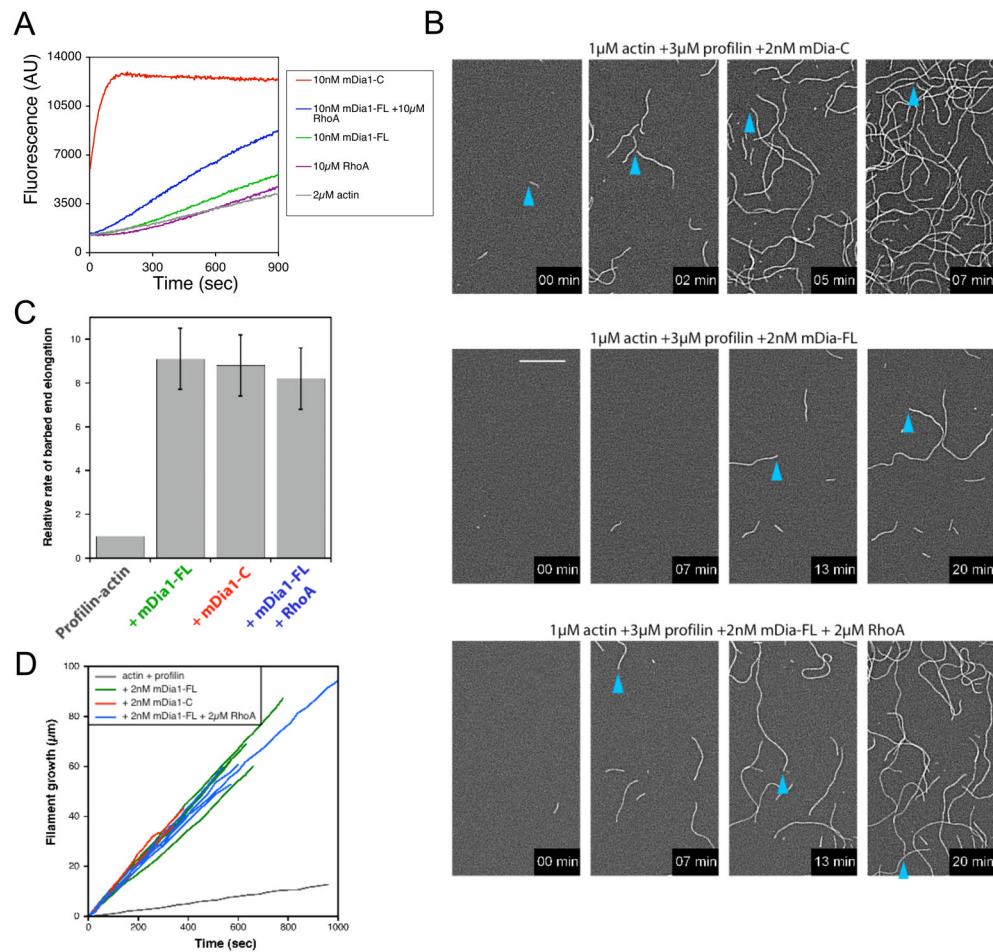 A
Fluorescence (AU)
14000
10500
7000
3500
0
0
300
600
900
Time (sec)
10nM mDia1-C
10nM mDia1-FL +10µM
RhoA
10nM mDia1-FL
10µM RhoA
2µM actin
B
1µM actin +3µM profilin +2nM mDia-C
00 min
02 min
05 min
07 min
1µM actin +3µM profilin +2nM mDia-FL
00 min
07 min
13 min
20 min
1µM actin +3µM profilin +2nM mDia-FL + 2µM RhoA
00 min
07 min
13 min
20 min
C
Relative rate of barbed end elongation
10
8
6
4
2
0
Profilin-actin
+ mDia1-FL
+ mDia1-C
+ mDia1-FL
+ RhoA
D
Filament growth (µm)
100
80
60
40
20
0
0
200
400
600
800
1000
Time (sec)
actin + profilin
+ 2nM mDia1-FL
+ 2nM mDia1-C
+ 2nM mDia1-FL + 2µM RhoA